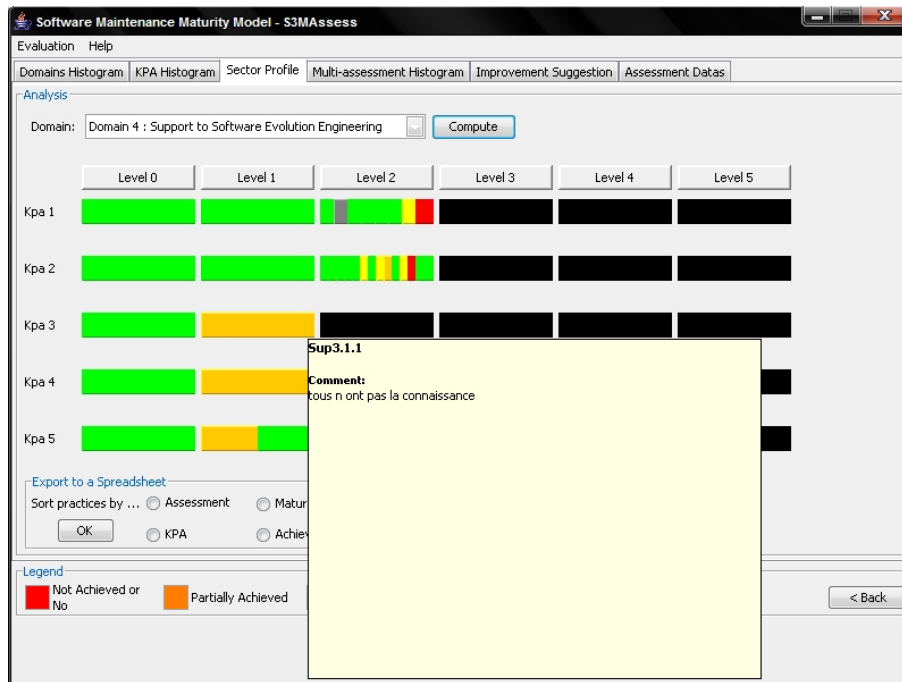 Software Maintenance Maturity Model - S3MAssess
Evaluation Help
Domains Histogram KPA Histogram Sector Profile Multi-assessment Histogram Improvement Suggestion Assessment Datas
Analysis
Domain: Domain 4 : Support to Software Evolution Engineering Compute
Level 0 Level 1 Level 2 Level 3 Level 4 Level 5
Kpa 1
Kpa 2
Kpa 3
Sup3.1.1
Kpa 4
Comment:
tous n ont pas la connaissance
Kpa 5
Export to a Spreadsheet
Sort practices by ... Assessment Matur
OK KPA Achiev
Legend
Not Achieved or
No
Partially Achieved
< Back